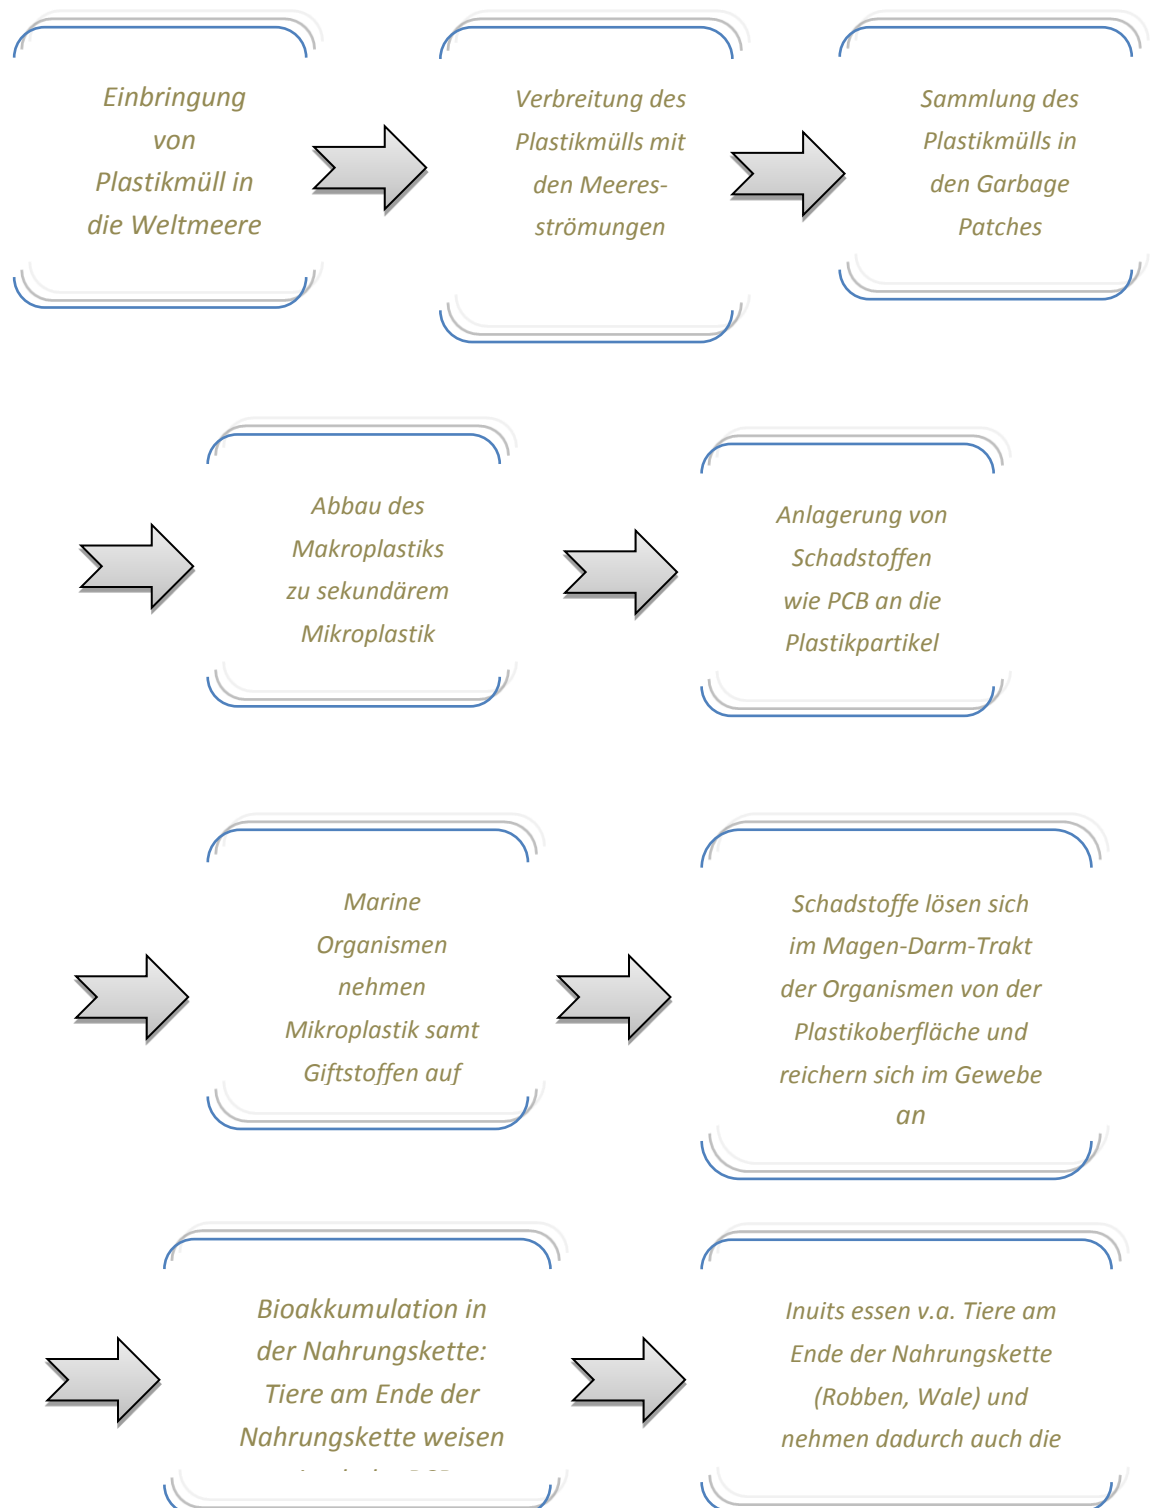 Einbringung
von
Plastikmüll in
die Weltmeere
Verbreitung des
Plastikmülls mit
den Meeres-
strömungen
Sammlung des
Plastikmülls in
den Garbage
Patches
Abbau des
Makroplastiks
zu sekundärem
Mikroplastik
Anlagerung von
Schadstoffen
wie PCB an die
Plastikpartikel
Marine
Organismen
nehmen
Mikroplastik samt
Giftstoffen auf
Schadstoffe lösen sich
im Magen-Darm-Trakt
der Organismen von der
Plastikoberfläche und
reichern sich im Gewebe
an
Bioakkumulation in
der Nahrungskette:
Tiere am Ende der
Nahrungskette weisen
Inuits essen v.a. Tiere am
Ende der Nahrungskette
(Robben, Wale) und
nehmen dadurch auch die